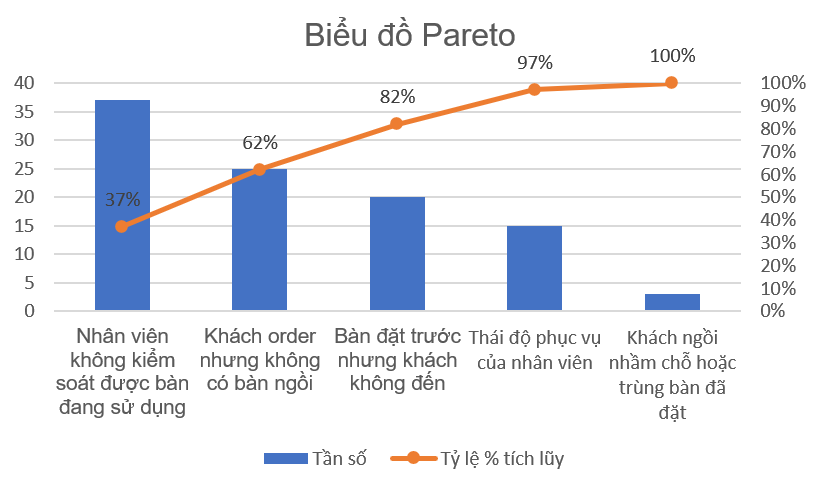 Biểu đồ Pareto
40
35
30
25
20
15
10
5
0
37%
62%
82%
97%
100%
100%
90%
80%
70%
60%
50%
40%
30%
20%
10%
0%
Nhân viên
không kiểm
soát được bàn
đang sử dụng
Khách order
nhưng không
có bàn ngồi
Bàn đặt trước
nhưng khách
không đến
Thái độ phục vụ
của nhân viên
Khách ngồi
nhầm chỗ hoặc
trùng bàn đã
đặt
Tần số
Tỷ lệ % tích lũy